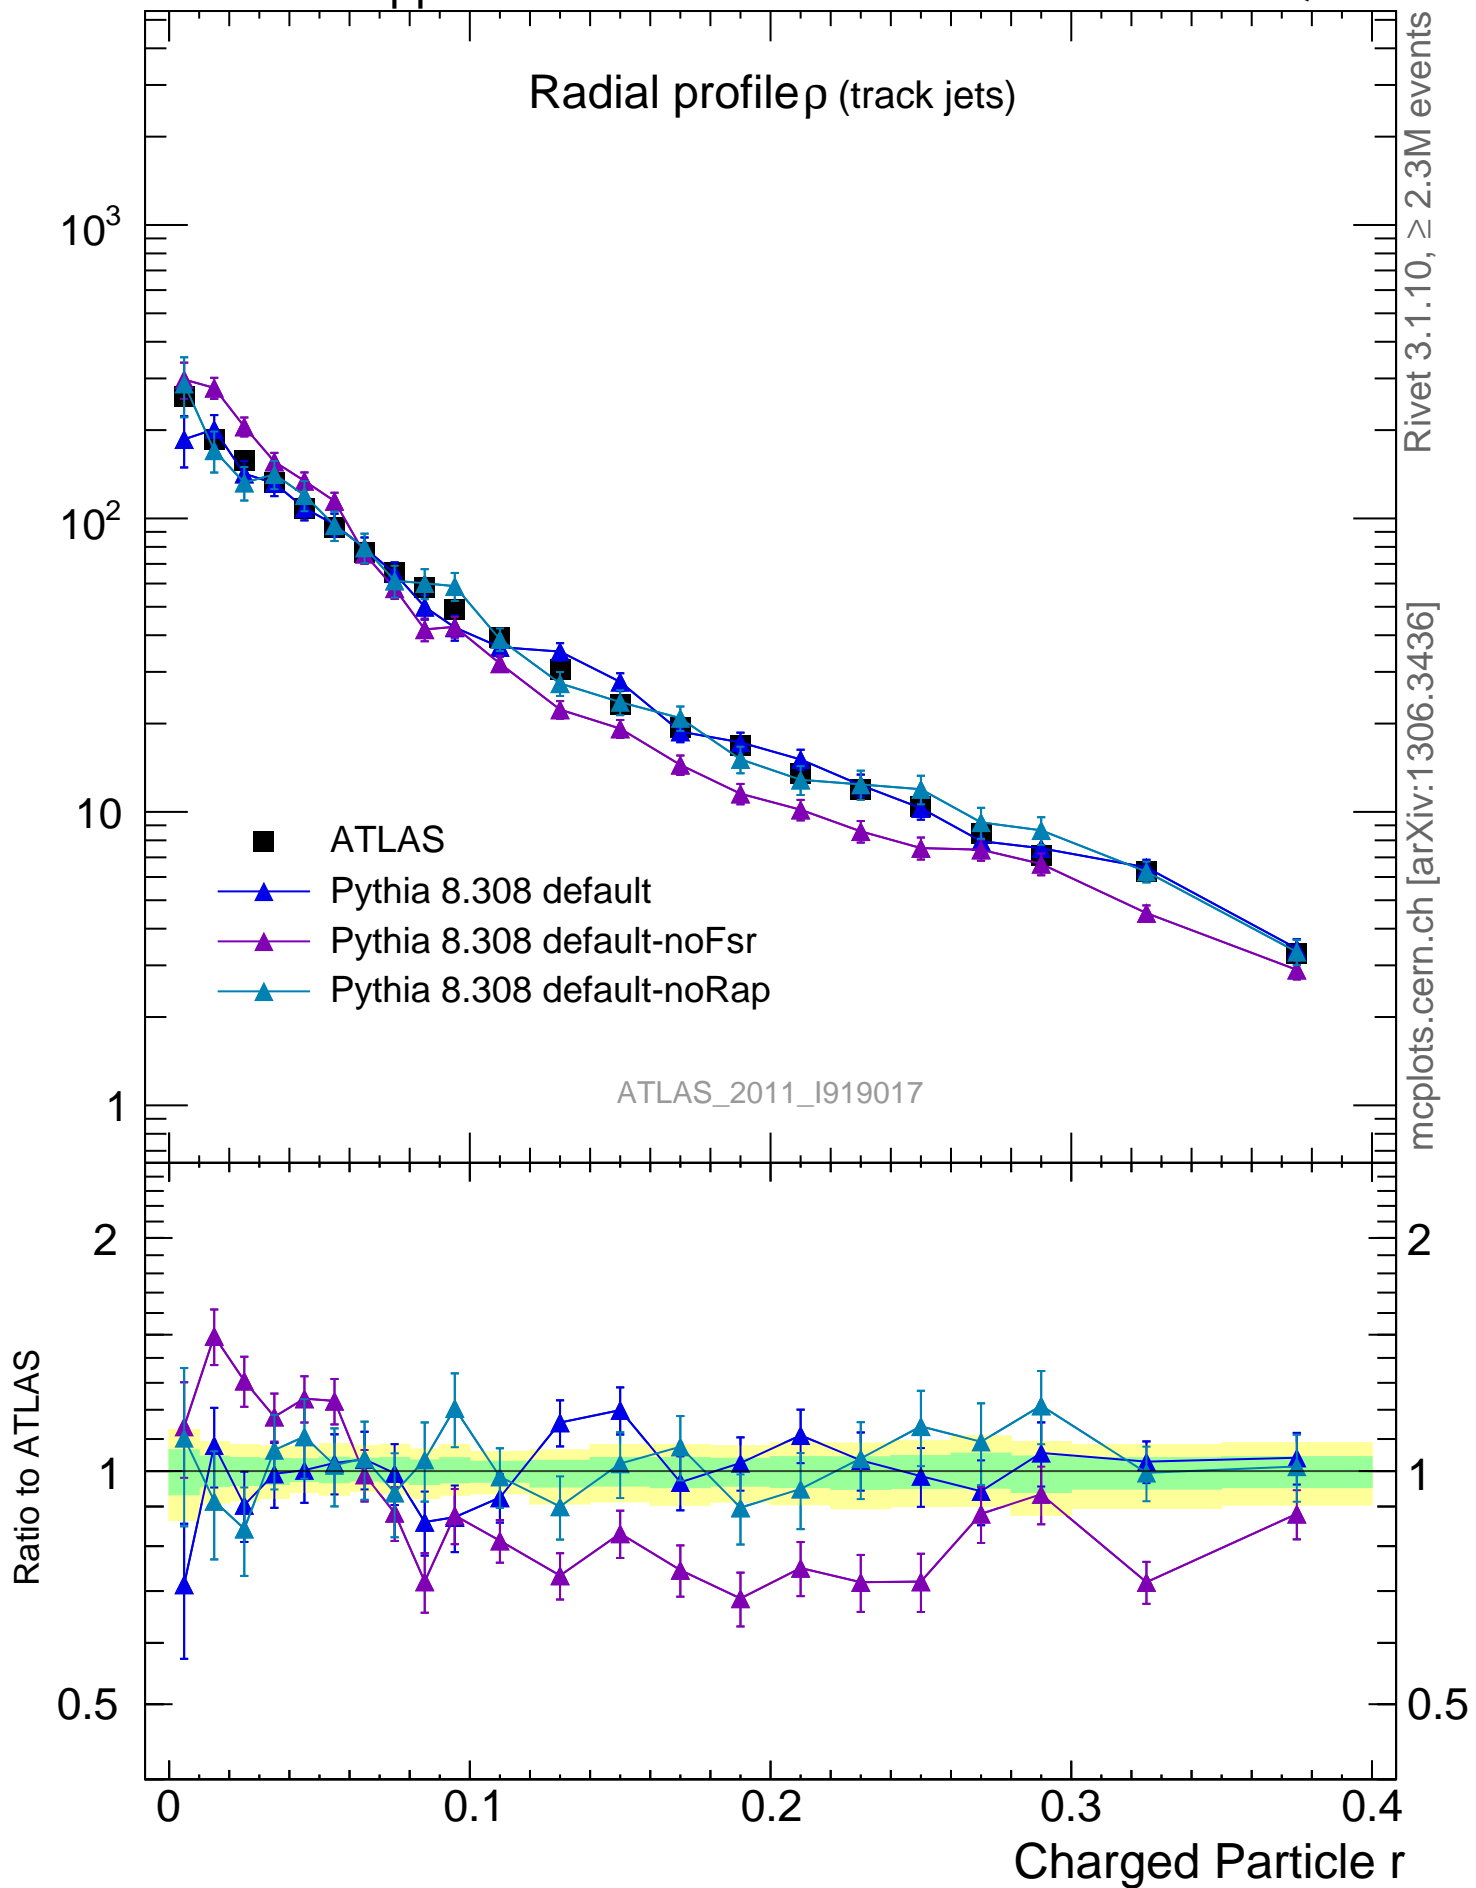 pp
Radial profile ρ (track jets)
10³
10²
10
1
ATLAS
Pythia 8.308 default
Pythia 8.308 default-noFsr
Pythia 8.308 default-noRap
ATLAS_2011_I919017
Rivet 3.1.10, ≥ 2.3M events
mcplots.cern.ch [arXiv:1306.3436]
Ratio to ATLAS
2
1
0.5
2
1
0.5
0
0.1
0.2
0.3
0.4
Charged Particle r